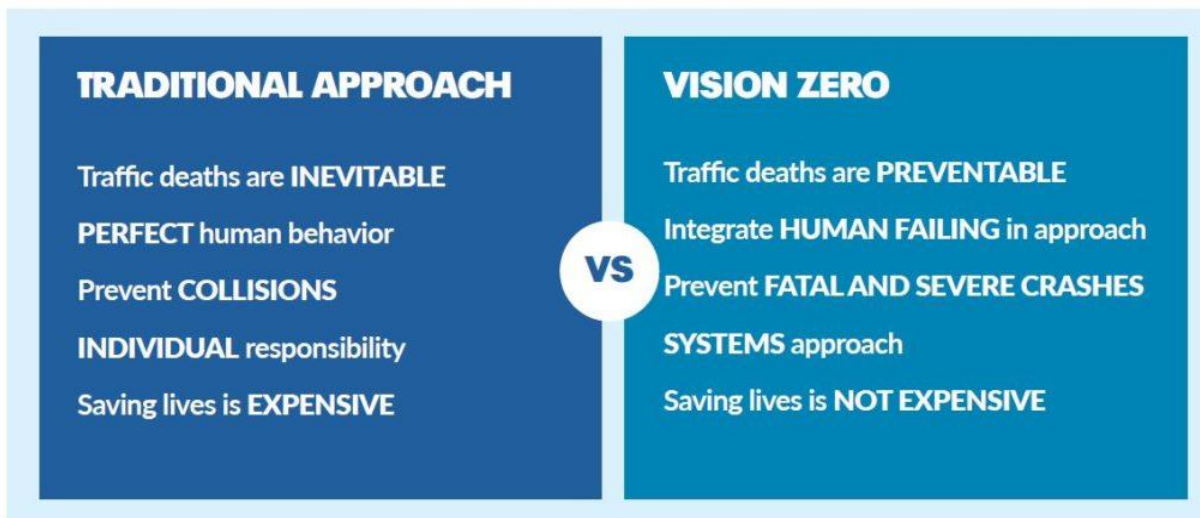 TRADITIONAL APPROACH
Traffic deaths are INEVITABLE
PERFECT human behavior
Prevent COLLISIONS
INDIVIDUAL responsibility
Saving lives is EXPENSIVE
VS
VISION ZERO
Traffic deaths are PREVENTABLE
Integrate HUMAN FAILING in approach
Prevent FATAL AND SEVERE CRASHES
SYSTEMS approach
Saving lives is NOT EXPENSIVE